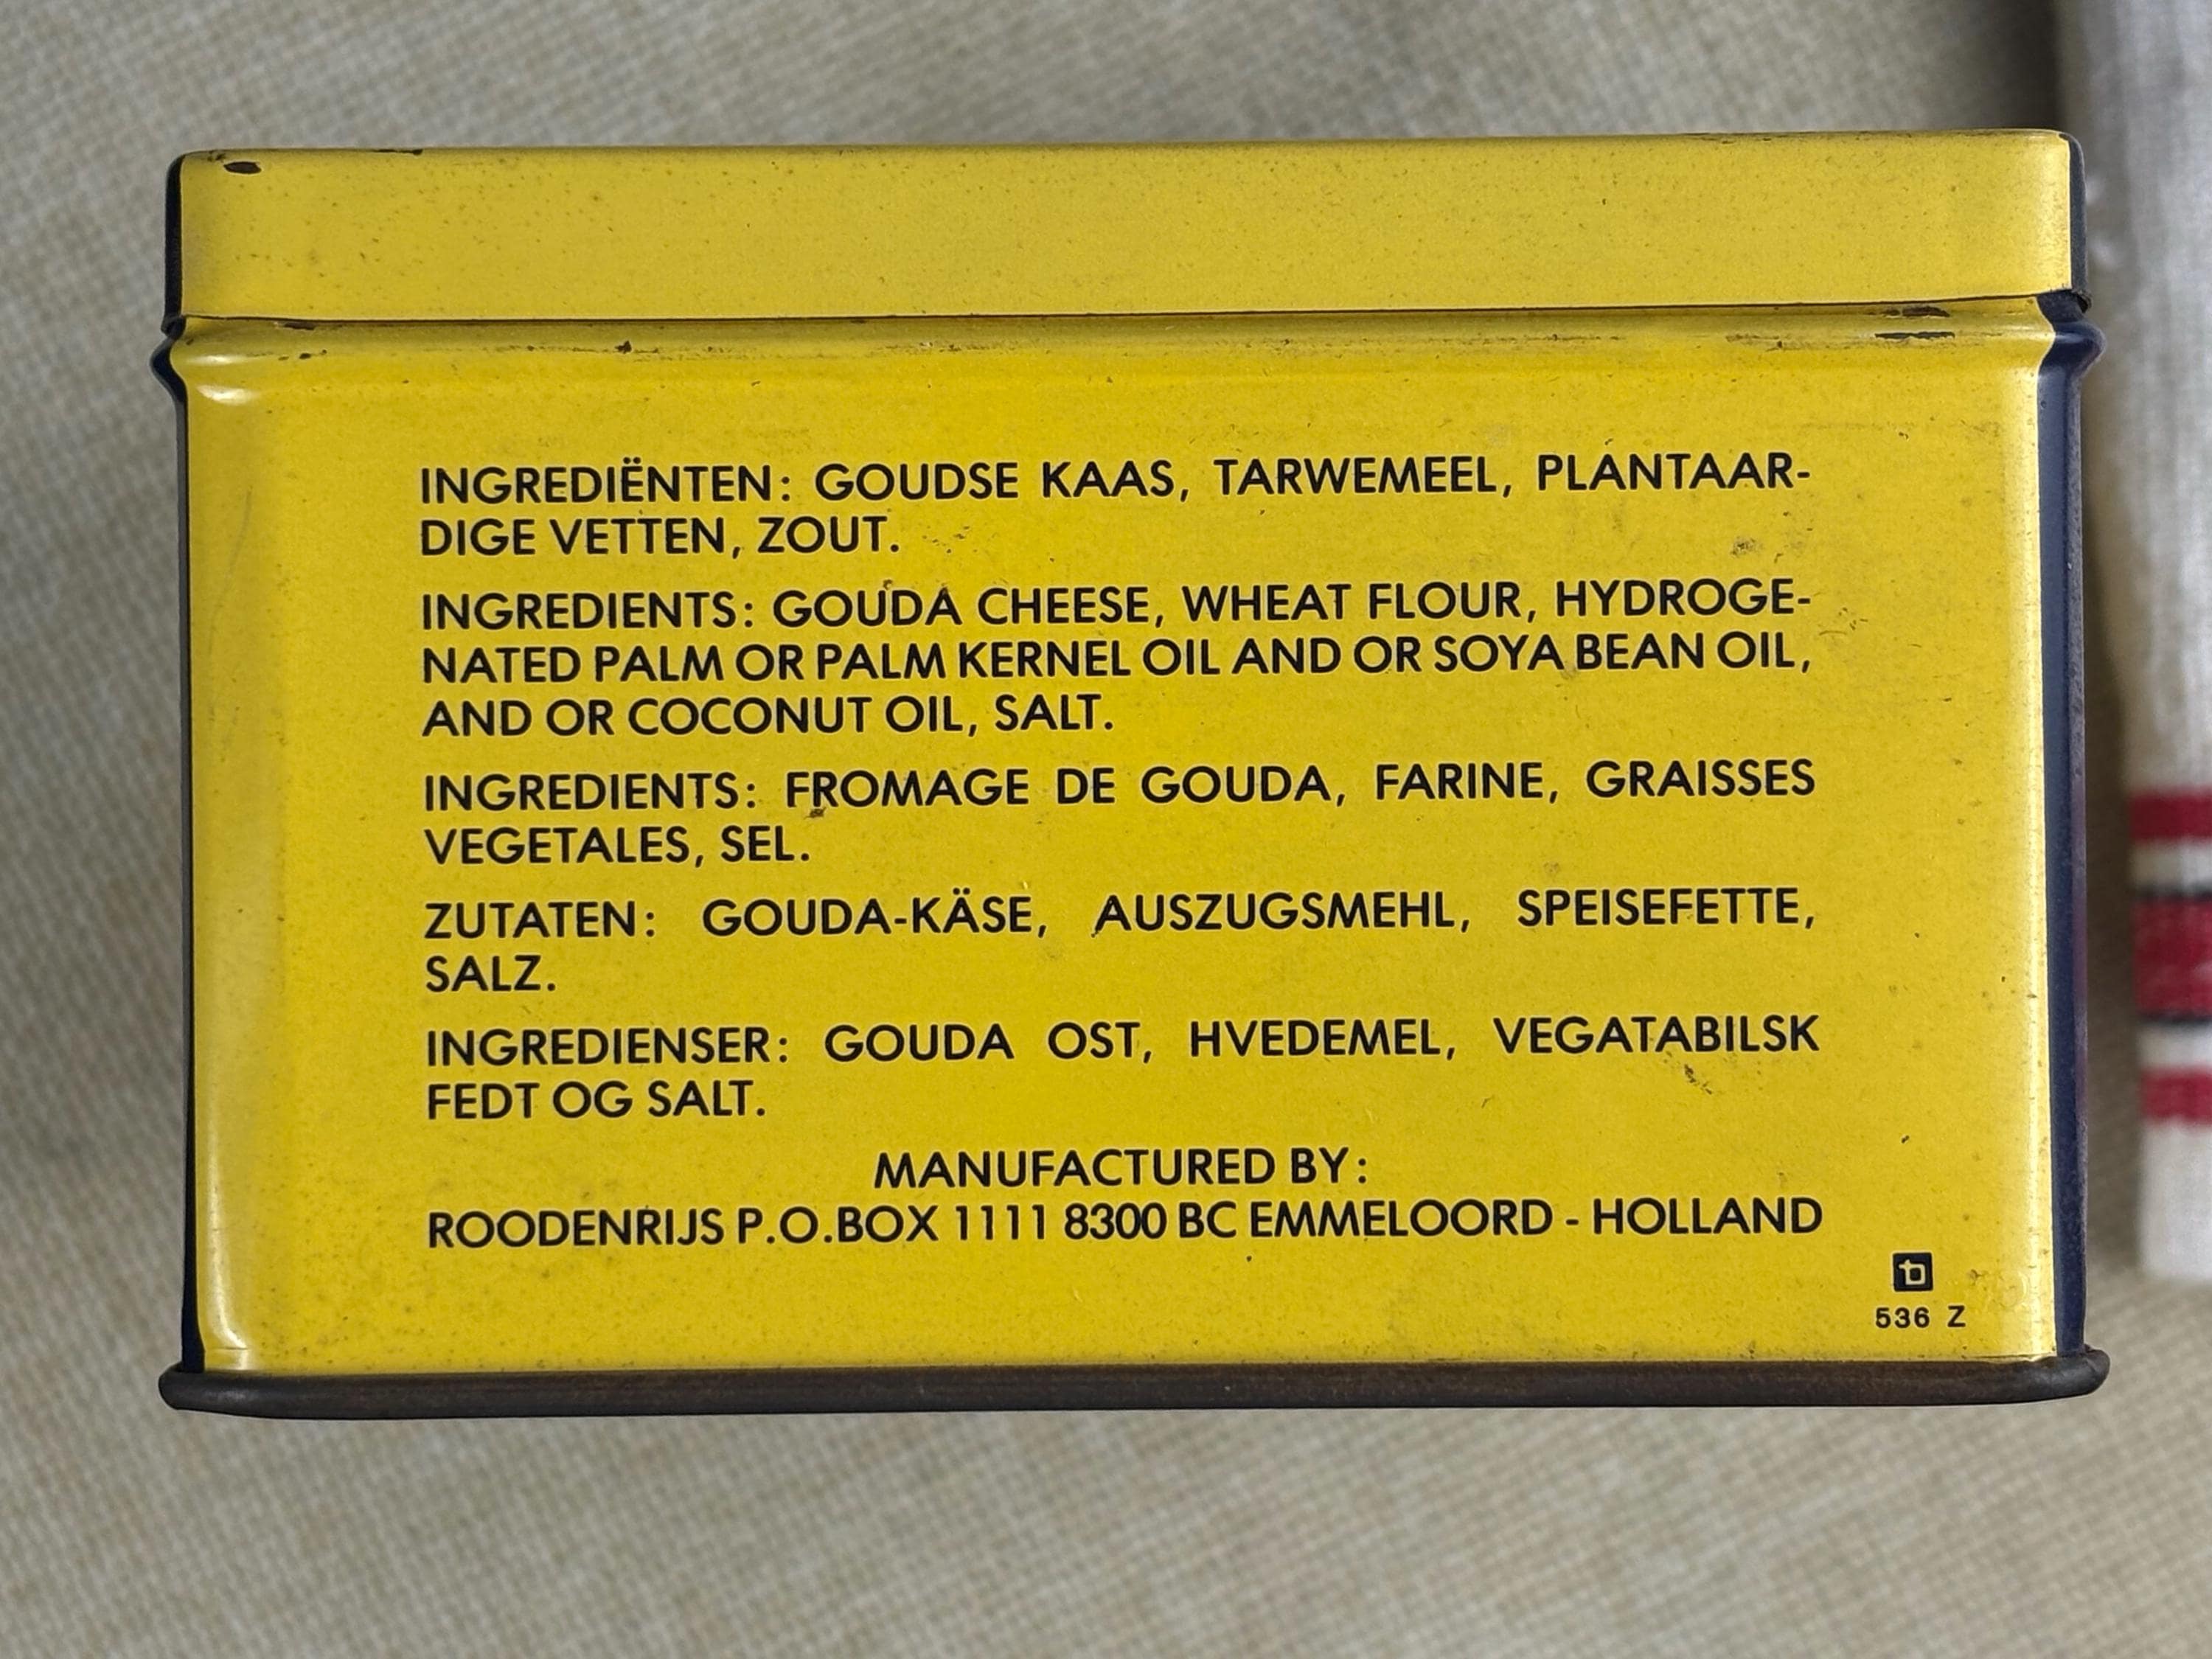 INGREDIËNTEN: GOUDSE KAAS, TARWEMEEL, PLANTAAR-
DIGE VETTEN, ZOUT.
INGREDIENTS: GOUDA CHEESE, WHEAT FLOUR, HYDROGE-
NATED PALM OR PALM KERNEL OIL AND OR SOYA BEAN OIL,
AND OR COCONUT OIL, SALT.
INGREDIENTS: FROMAGE DE GOUDA, FARINE, GRAISSES
VEGETALES, SEL.
ZUTATEN: GOUDA-KÄSE, AUSZUGSMEHL, SPEISEFETTE,
SALZ.
INGREDIENSER: GOUDA OST, HVEDEMEL, VEGATABILSK
FEDT OG SALT.
MANUFACTURED BY:
ROODENRIJS P.O.BOX 1111 8300 BC EMMELOORD - HOLLAND
b
536 Z